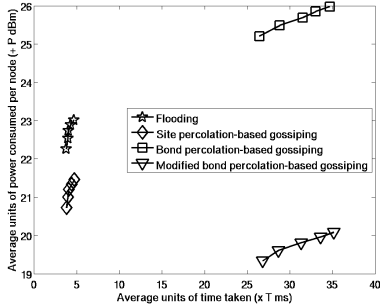 Average units of power consumed per node (+ P dBm)
26
25
24
23
22
21
20
19
Flooding
Site percolation-based gossiping
Bond percolation-based gossiping
Modified bond percolation-based gossiping
0 5 10 15 20 25 30 35 40
Average units of time taken (x T ms)